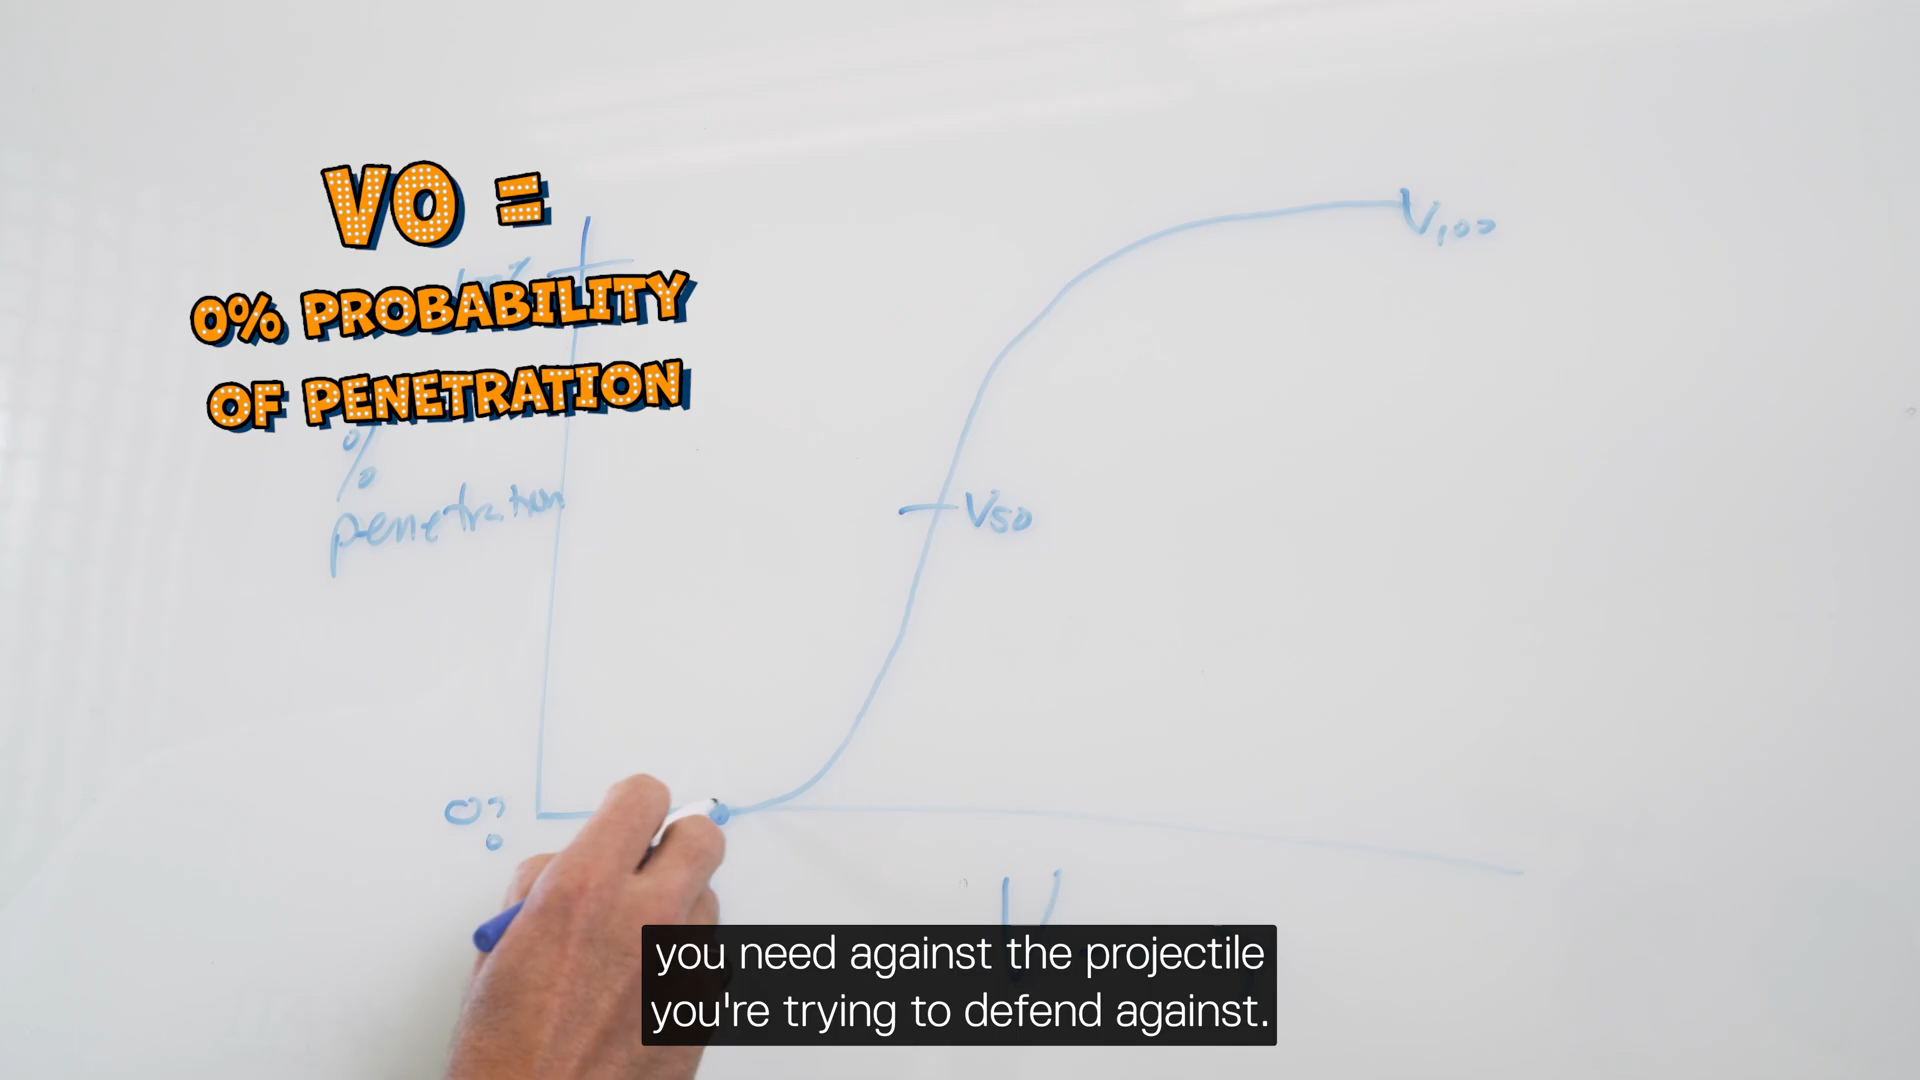 VO =
0% PROBABILITY
OF PENETRATION
%
penetration
V100
V50
0%
V
you need against the projectile
you're trying to defend against.